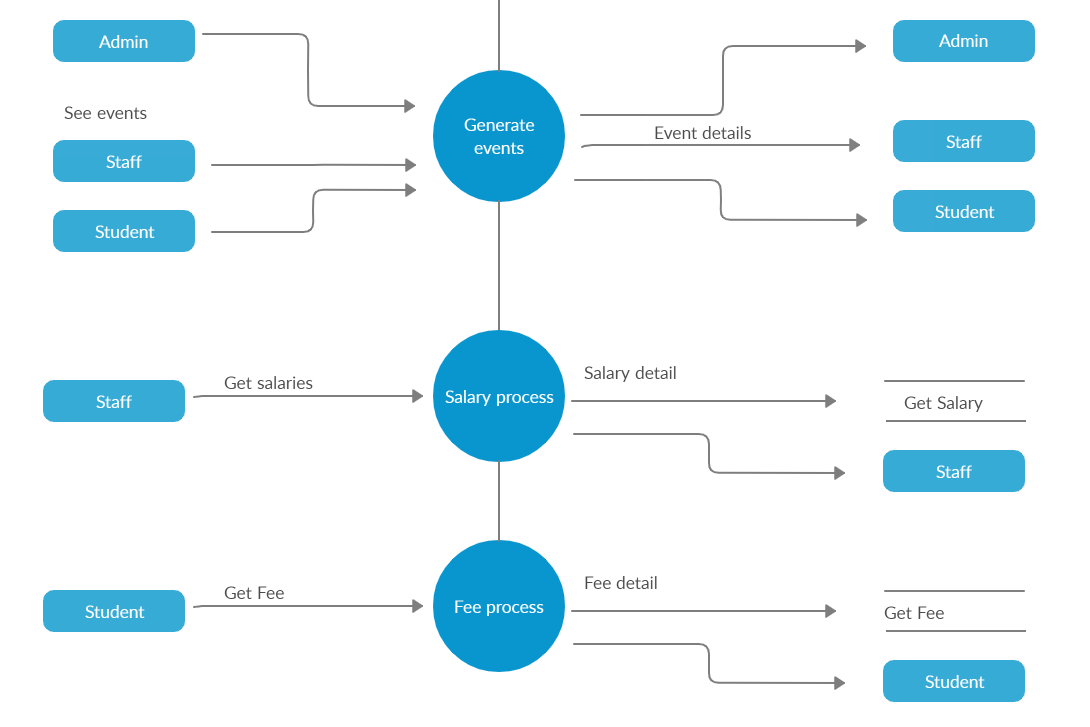 Admin
See events
Staff
Student
Generate
events
Event details
Admin
Staff
Student
Staff
Get salaries
Salary process
Salary detail
Get Salary
Staff
Student
Get Fee
Fee process
Fee detail
Get Fee
Student